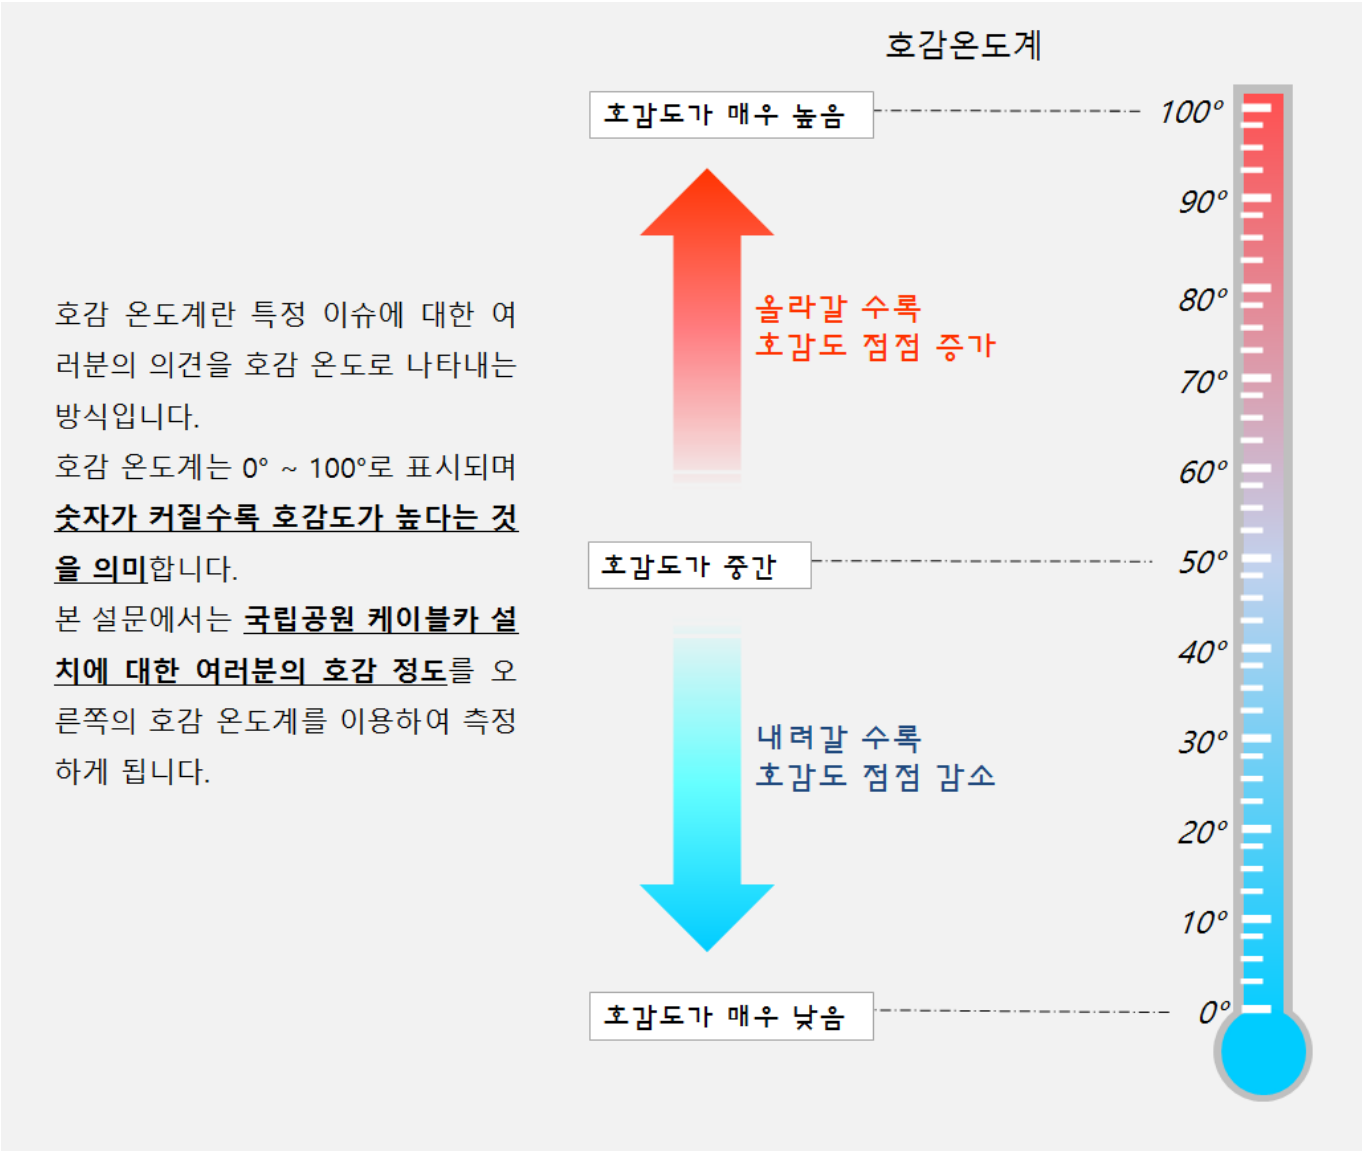 호감온도계
호감 온도계란 특정 이슈에 대한 여
러분의 의견을 호감 온도로 나타내는
방식입니다.
호감 온도계는 0° ~ 100°로 표시되며
숫자가 커질수록 호감도가 높다는 것
을 의미합니다.
본 설문에서는 국립공원 케이블카 설
치에 대한 여러분의 호감 정도를 오
른쪽의 호감 온도계를 이용하여 측정
하게 됩니다.
호감도가 매우 높음
올라갈 수록
호감도 점점 증가
호감도가 중간
내려갈 수록
호감도 점점 감소
호감도가 매우 낮음
100°
90°
80°
70°
60°
50°
40°
30°
20°
10°
0°